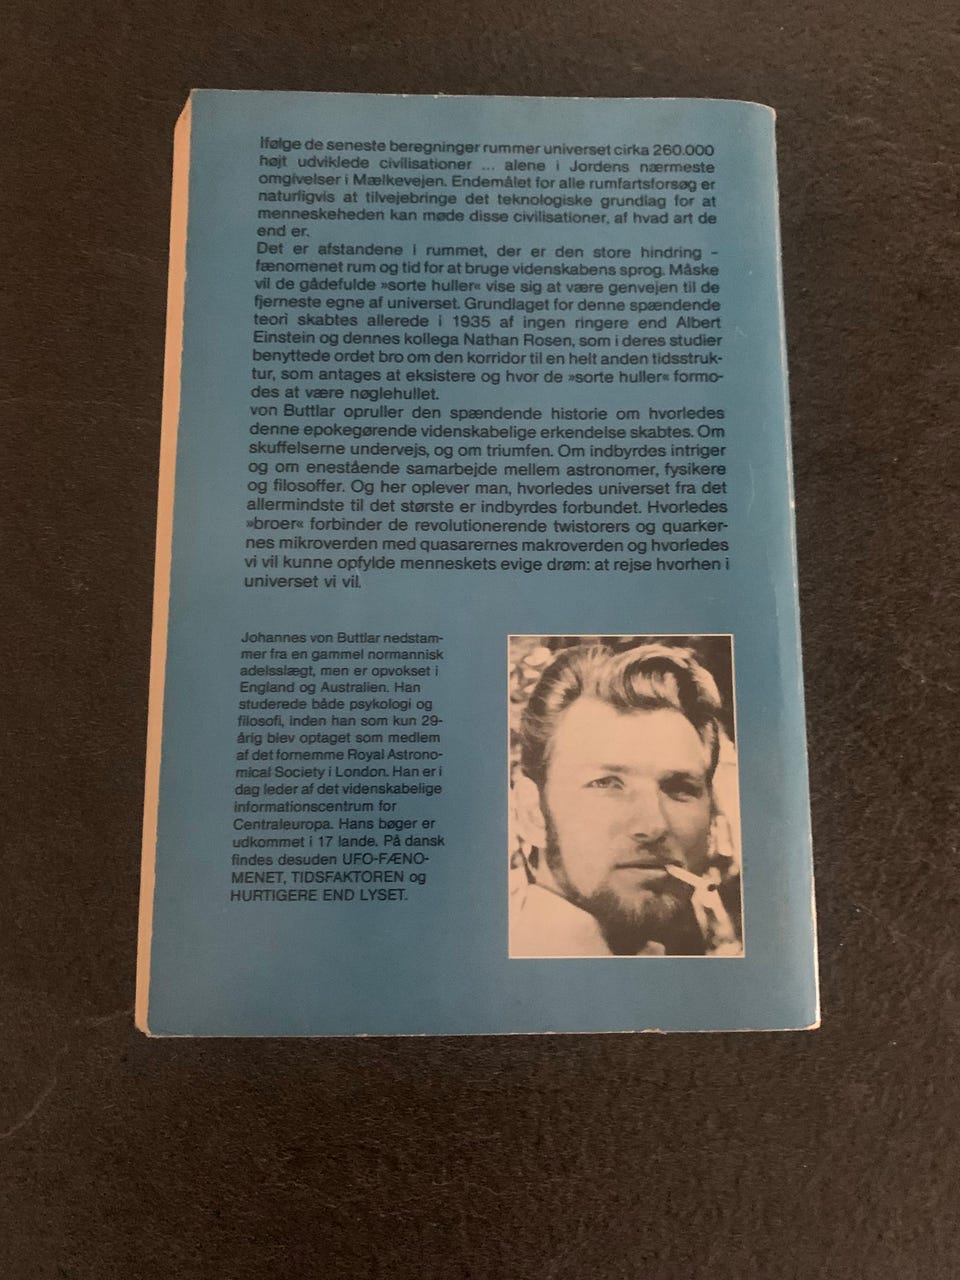 Ifølge de seneste beregninger rummer universet cirka 260.000
højt udviklede civilisationer ... alene i Jordens nærmeste
omgivelser i Mælkevejen. Endemålet for alle rumfartsforsøg er
naturligvis at tilvejebringe det teknologiske grundlag for at
menneskeheden kan møde disse civilisationer, af hvad art de
end er.
Det er afstandene i rummet, der er den store hindring –
fænomenet rum og tid for at bruge videnskabens sprog. Måske
vil de gådefulde »sorte huller« vise sig at være genvejen til de
fjerneste egne af universet. Grundlaget for denne spændende
teori skabtes allerede i 1935 af ingen ringere end Albert
Einstein og dennes kollega Nathan Rosen, som i deres studier
benyttede ordet bro om den korridor til en helt anden tidsstruk-
tur, som antages at eksistere og hvor de »sorte huller« formo-
des at være nøglehullet.
von Buttlar opruller den spændende historie om hvorledes
denne epokegørende videnskabelige erkendelse skabtes. Om
skuffelserne undervejs, og om triumfen. Om indbyrdes intriger
og om enestående samarbejde mellem astronomer, fysikere
og filosoffer. Og her oplever man, hvorledes universet fra det
allermindste til det største er indbyrdes forbundet. Hvorledes
»broer« forbinder de revolutionerende twistorers og quarker-
nes mikroverden med quasarernes makroverden og hvorledes
vi vil kunne opfylde menneskets evige drøm: at rejse hvorhen i
universet vi vil.
Johannes von Buttlar nedstam-
mer fra en gammel normannisk
adelsslægt, men er opvokset i
England og Australien. Han
studerede både psykologi og
filosofi, inden han som kun 29-
årig blev optaget som medlem
af det fornemme Royal Astrono-
mical Society i London. Han er i
dag leder af det videnskabelige
informationscentrum for
Centraleuropa. Hans bøger er
udkommet i 17 lande. På dansk
findes desuden UFO-FÆNO-
MENET, TIDSFAKTOREN og
HURTIGERE END LYSET.